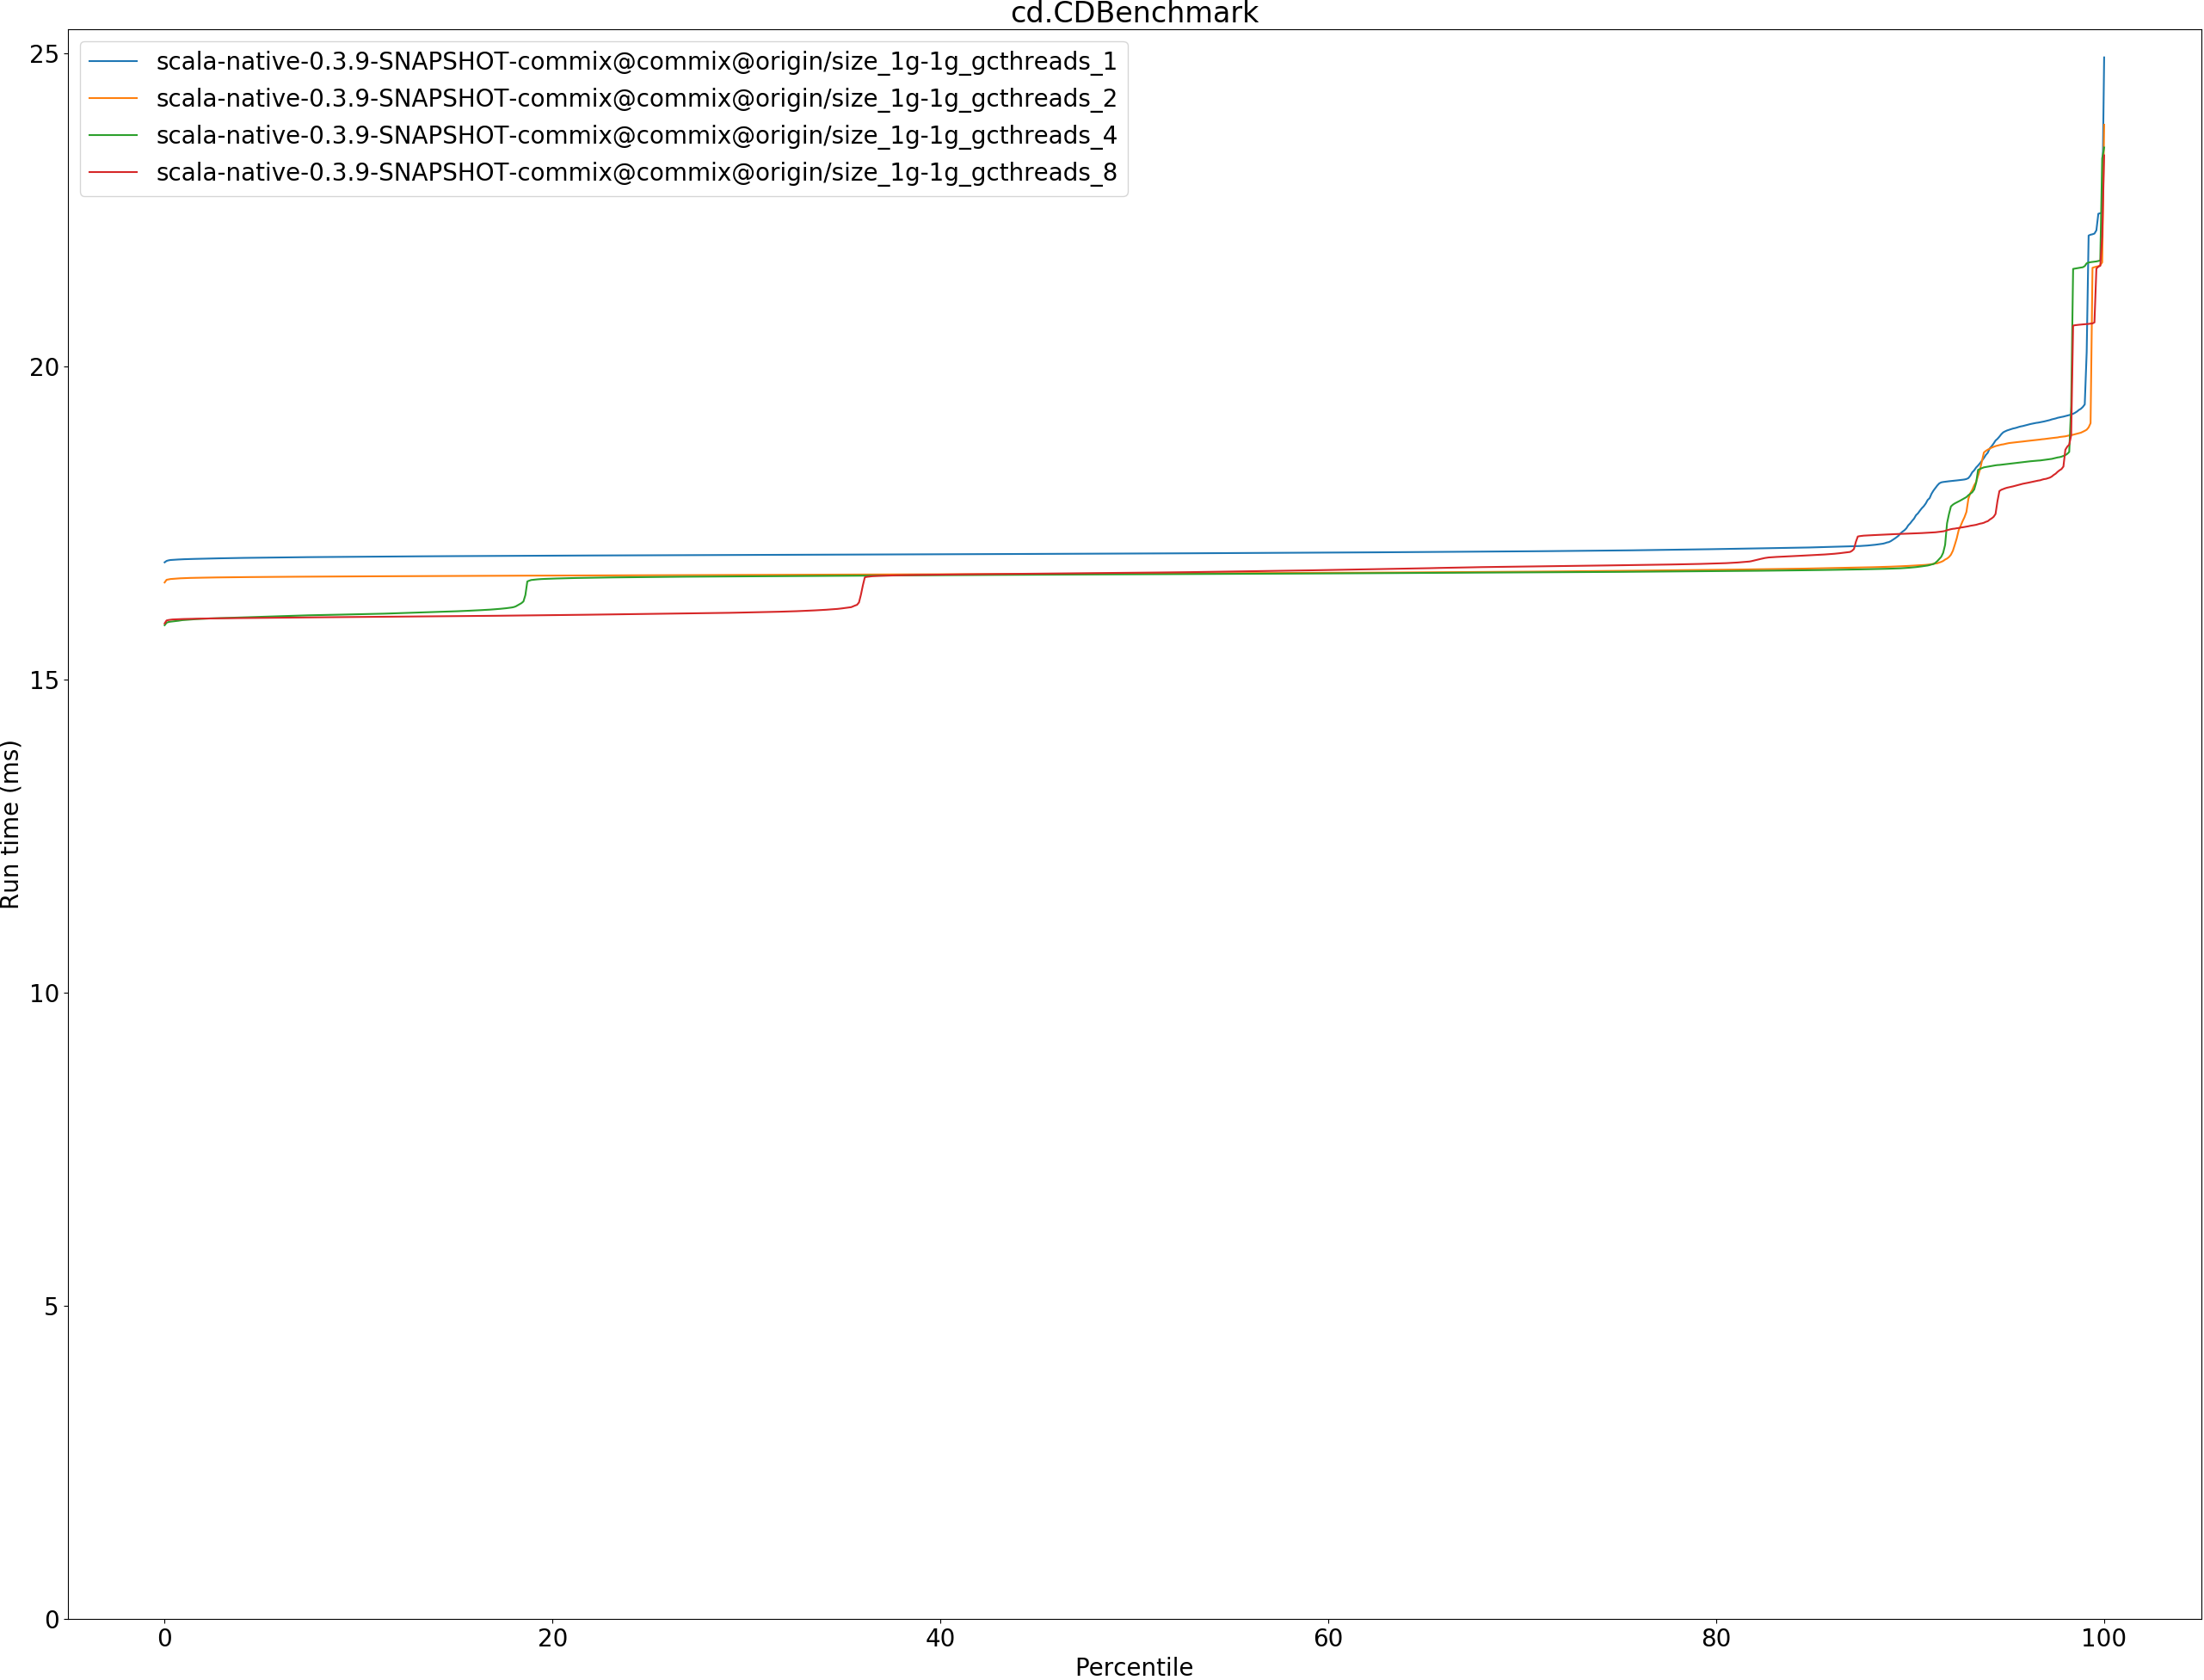 cd.CDBenchmark
scala-native-0.3.9-SNAPSHOT-commix@commix@origin/size_1g-1g_gcthreads_1
scala-native-0.3.9-SNAPSHOT-commix@commix@origin/size_1g-1g_gcthreads_2
scala-native-0.3.9-SNAPSHOT-commix@commix@origin/size_1g-1g_gcthreads_4
scala-native-0.3.9-SNAPSHOT-commix@commix@origin/size_1g-1g_gcthreads_8
25
20
15
10
5
0
Run time (ms)
0 20 40 60 80 100
Percentile